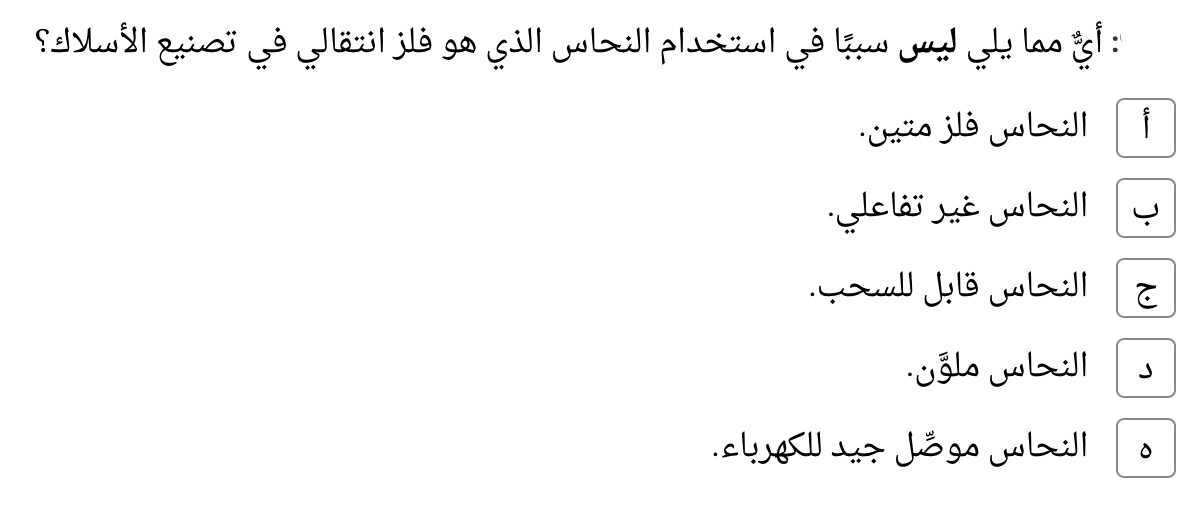 : أيٌّ مما يلي ليس سببًا في استخدام النحاس الذي هو فلز انتقالي في تصنيع الأسلاك؟
أ النحاس فلز متين.
ب النحاس غير تفاعلي.
ج النحاس قابل للسحب.
د النحاس ملوَّن.
ه النحاس موصِّل جيد للكهرباء.